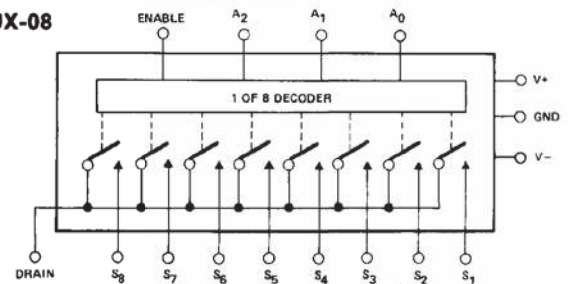 UX-08
ENABLE A2 A1 A0
1 OF 8 DECODER
V+
GND
V−
DRAIN S8 S7 S6 S5 S4 S3 S2 S1